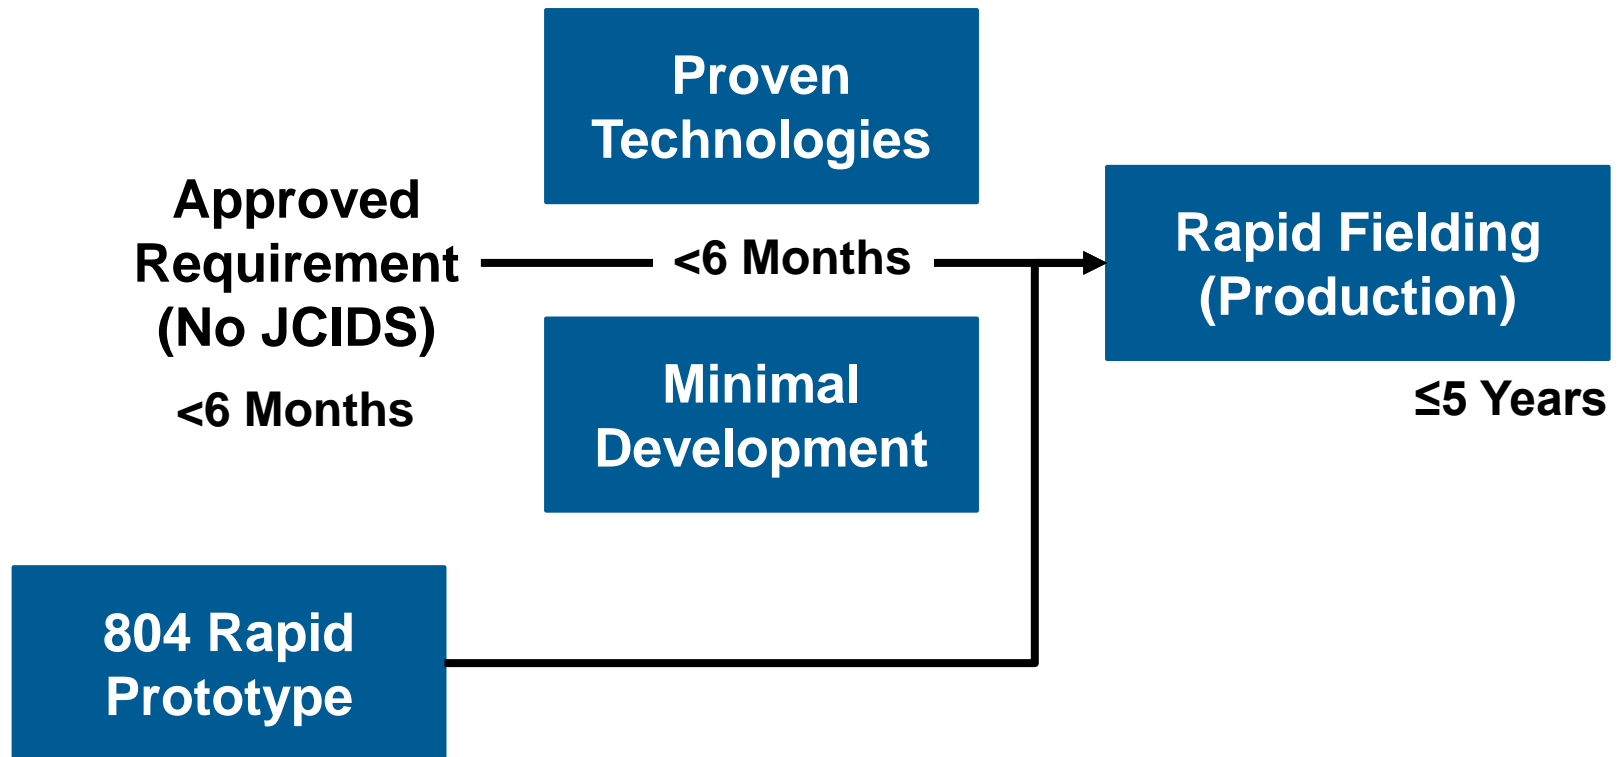 Proven
Technologies
Approved
Requirement
(No JCIDS)
<6 Months
<6 Months
Minimal
Development
Rapid Fielding
(Production)
≤5 Years
804 Rapid
Prototype